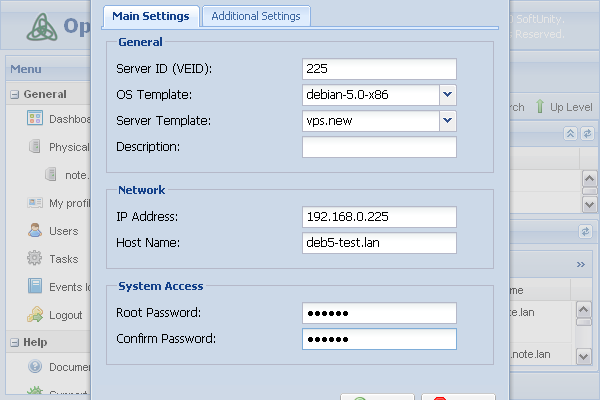 Op
SoftUnity.
s Reserved.
Main Settings
Additional Settings
Menu
General
Physical
note.
My profi
Users
Tasks
Events lo
Logout
Help
General
Server ID (VEID): 225
OS Template: debian-5.0-x86
Server Template: vps.new
Description:
Network
IP Address: 192.168.0.225
Host Name: deb5-test.lan
System Access
Root Password: ••••••
Confirm Password: ••••••
rch
Up Level
me
te.lan
.note.lan